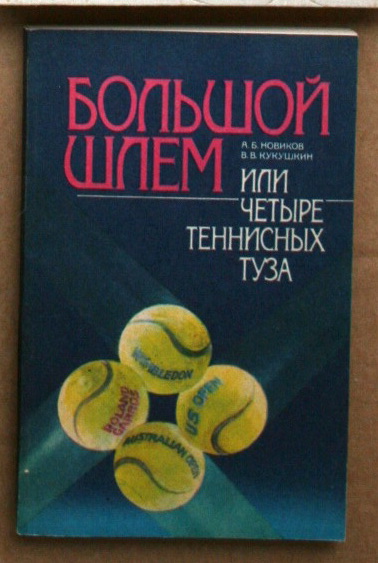 БОЛЬШОЙ
ШЛЕМ
А. Б. НОВИКОВ
В. В. КУКУШКИН
ИЛИ
ЧЕТЫРЕ
ТЕННИСНЫХ
ТУЗА
WIMBLEDON
ROLAND
GARROS
US OPEN
AUSTRALIAN OPEN